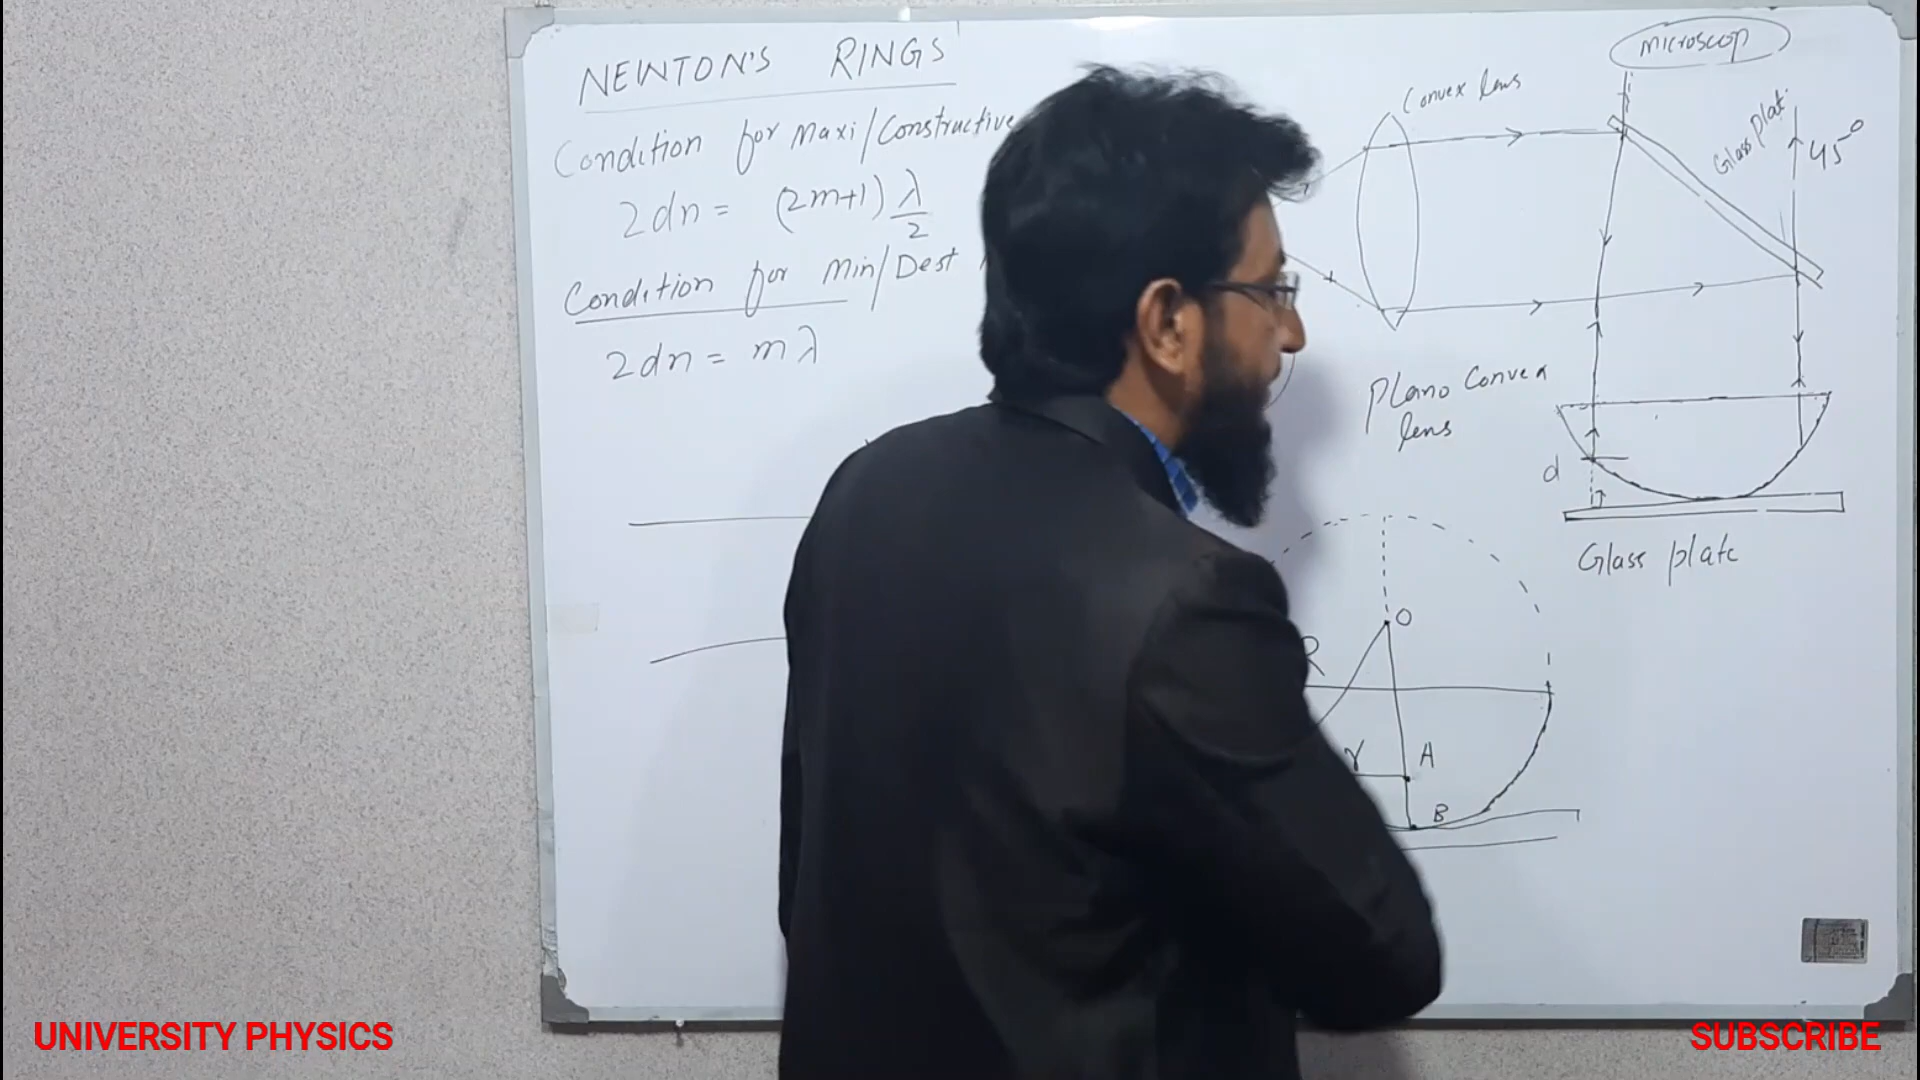 NEWTON'S RINGS
Condition for Maxi/Constructive
2dn = (2m+1) λ/2
Condition for Min/Dest
2dn = mλ
Microscop
Convex lens
Glass plat
45°
Plano Convex
lens
d
Glass plate
O
R
r
A
B
UNIVERSITY PHYSICS
SUBSCRIBE